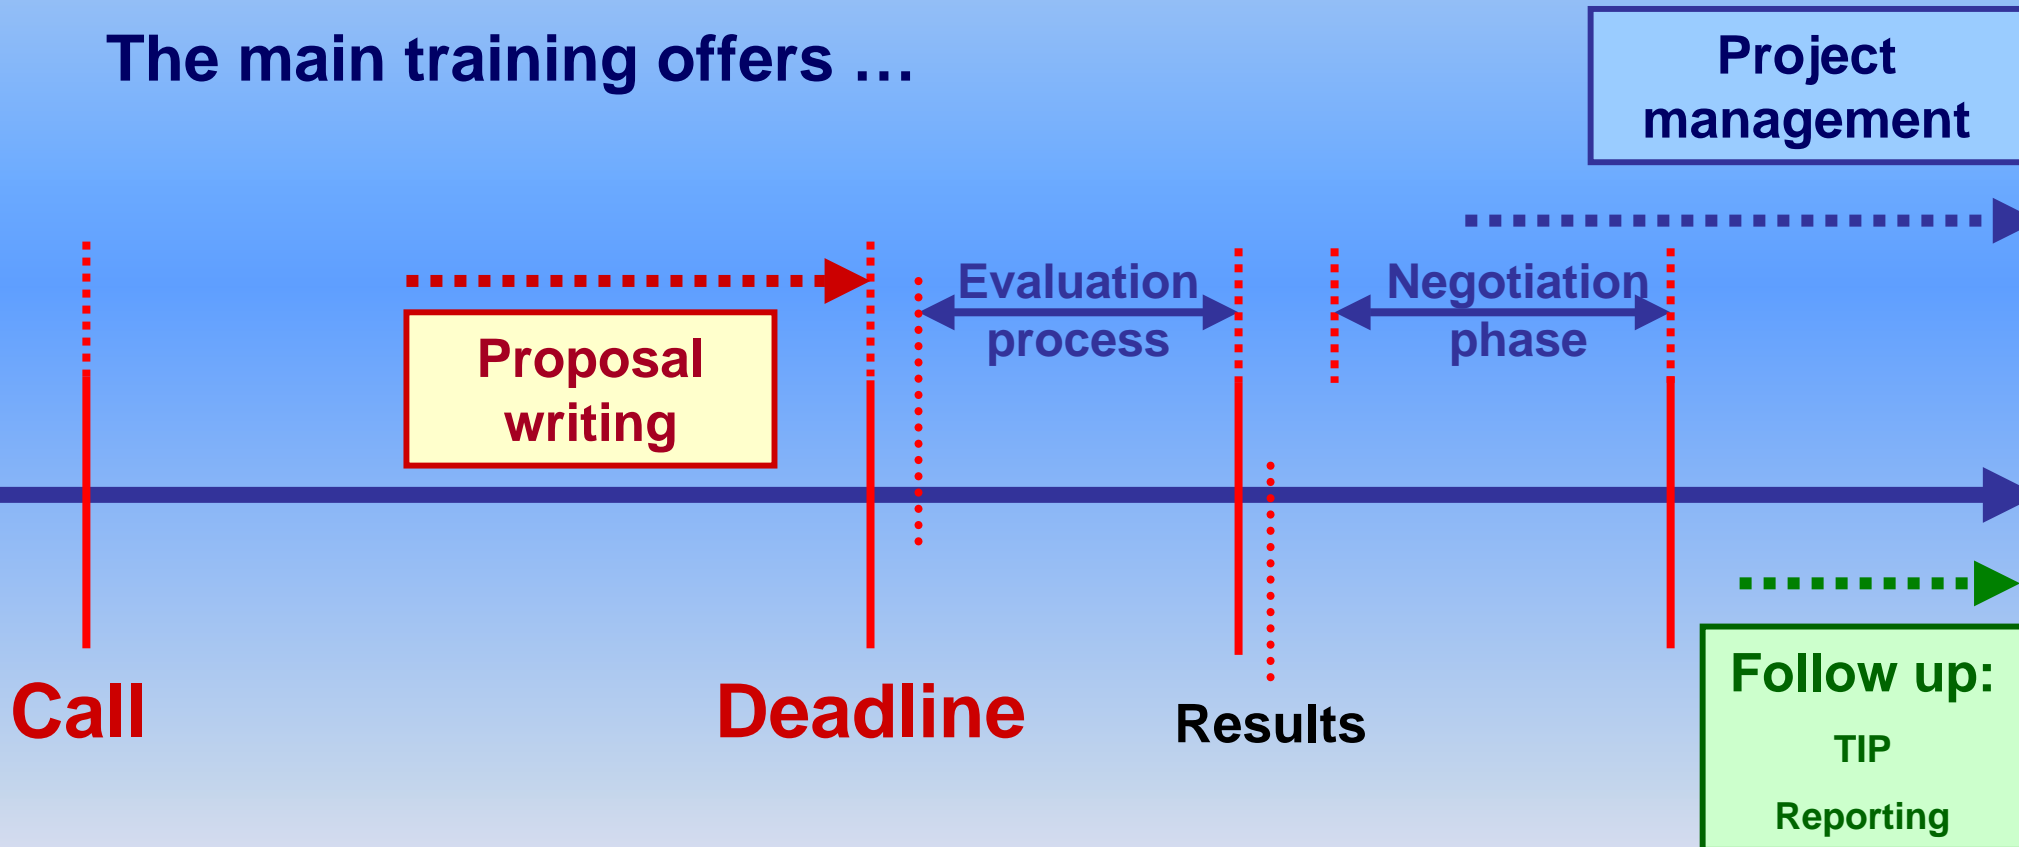 The main training offers …
Project
management
Evaluation
process
Negotiation
phase
Proposal
writing
Call
Deadline
Results
Follow up:
TIP
Reporting